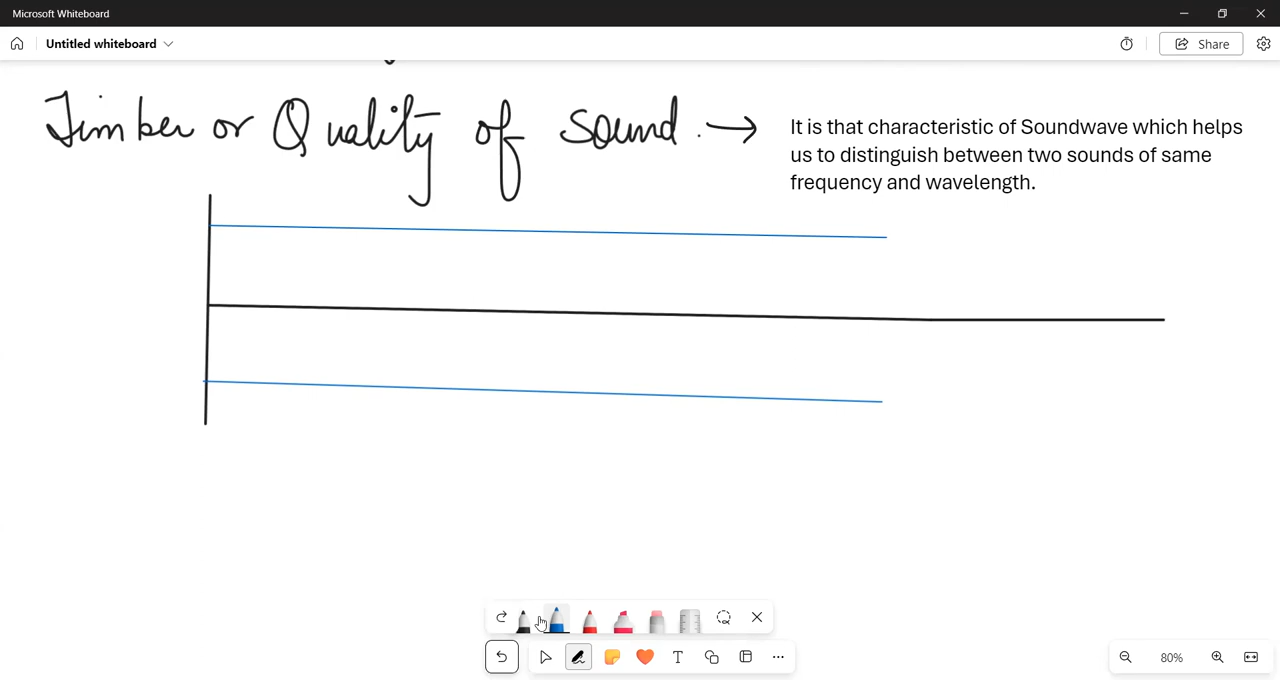 Microsoft Whiteboard
Untitled whiteboard
Share
Timber or Quality of sound. →
It is that characteristic of Soundwave which helps
us to distinguish between two sounds of same
frequency and wavelength.
80%